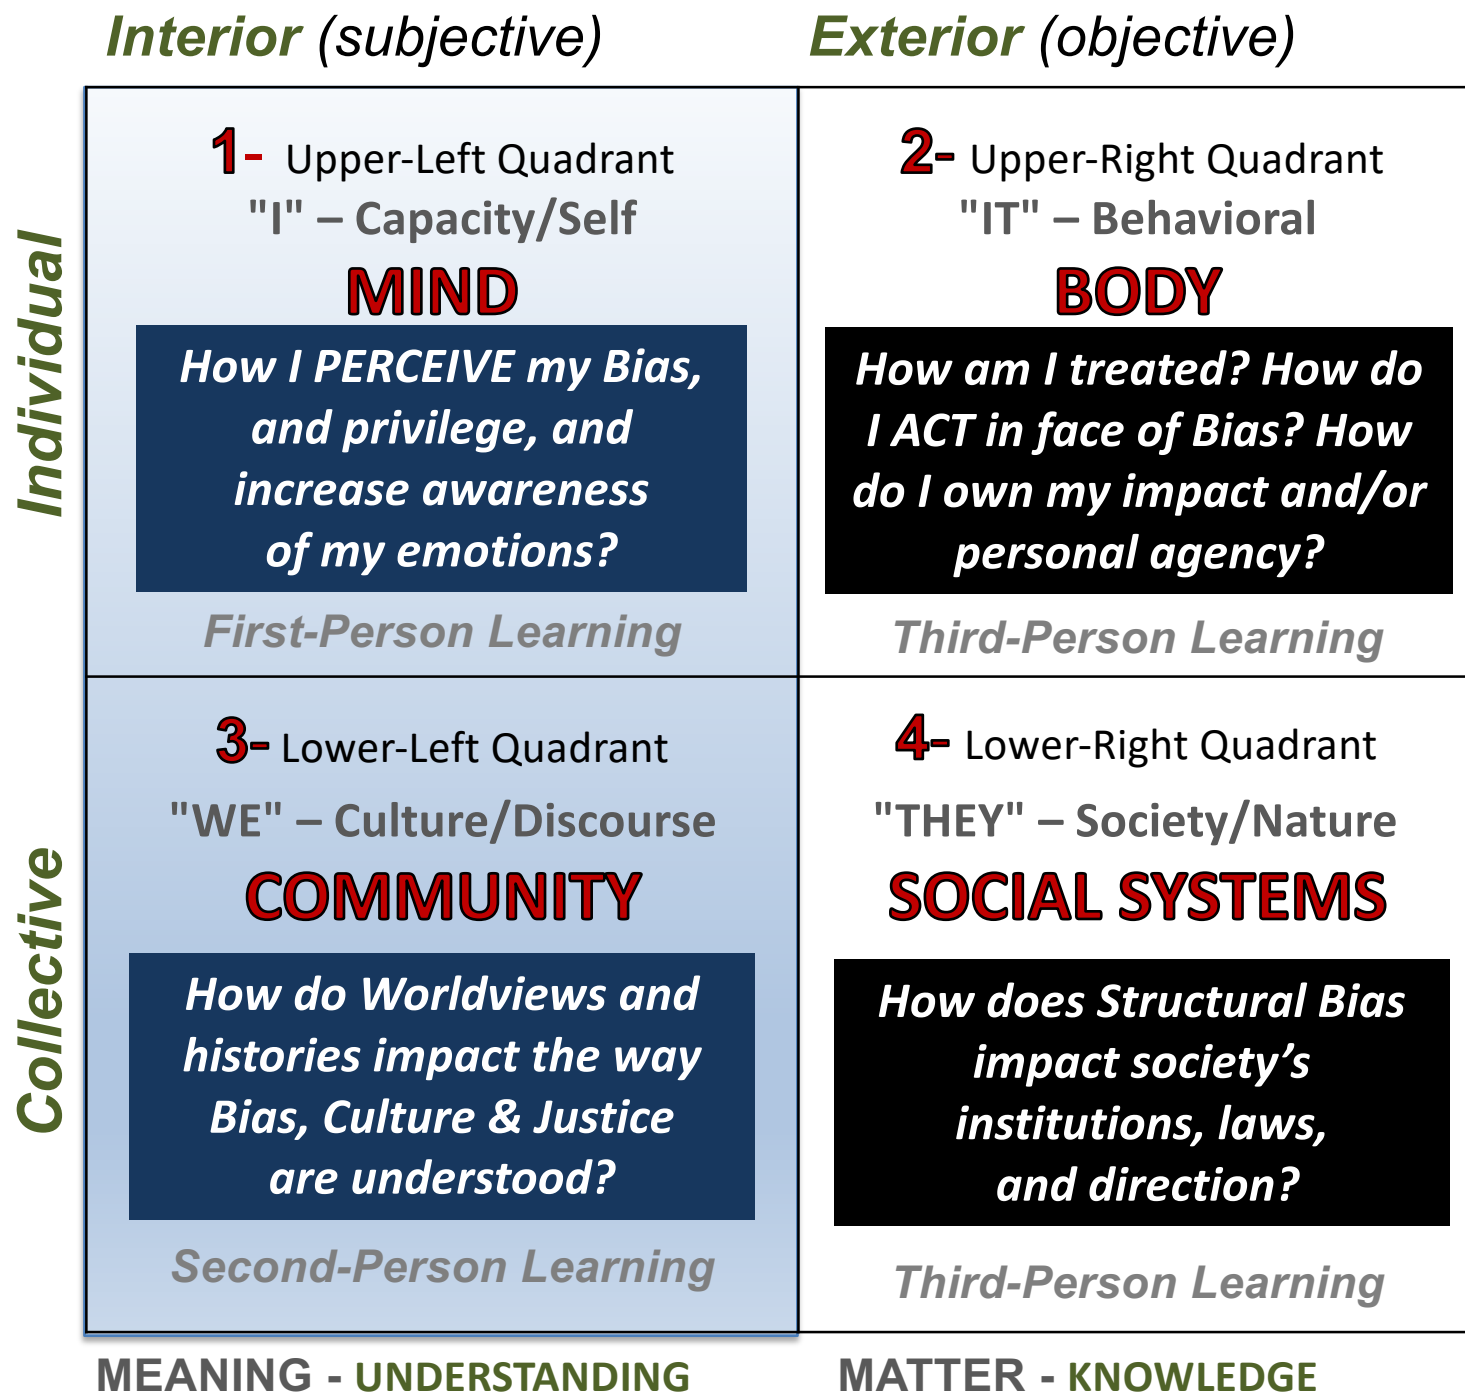 Interior (subjective)
Exterior (objective)
Individual
1- Upper-Left Quadrant
"I" – Capacity/Self
MIND
How I PERCEIVE my Bias,
and privilege, and
increase awareness
of my emotions?
First-Person Learning
2- Upper-Right Quadrant
"IT" – Behavioral
BODY
How am I treated? How do
I ACT in face of Bias? How
do I own my impact and/or
personal agency?
Third-Person Learning
Collective
3- Lower-Left Quadrant
"WE" – Culture/Discourse
COMMUNITY
How do Worldviews and
histories impact the way
Bias, Culture & Justice
are understood?
Second-Person Learning
4- Lower-Right Quadrant
"THEY" – Society/Nature
SOCIAL SYSTEMS
How does Structural Bias
impact society’s
institutions, laws,
and direction?
Third-Person Learning
MEANING - UNDERSTANDING
MATTER - KNOWLEDGE